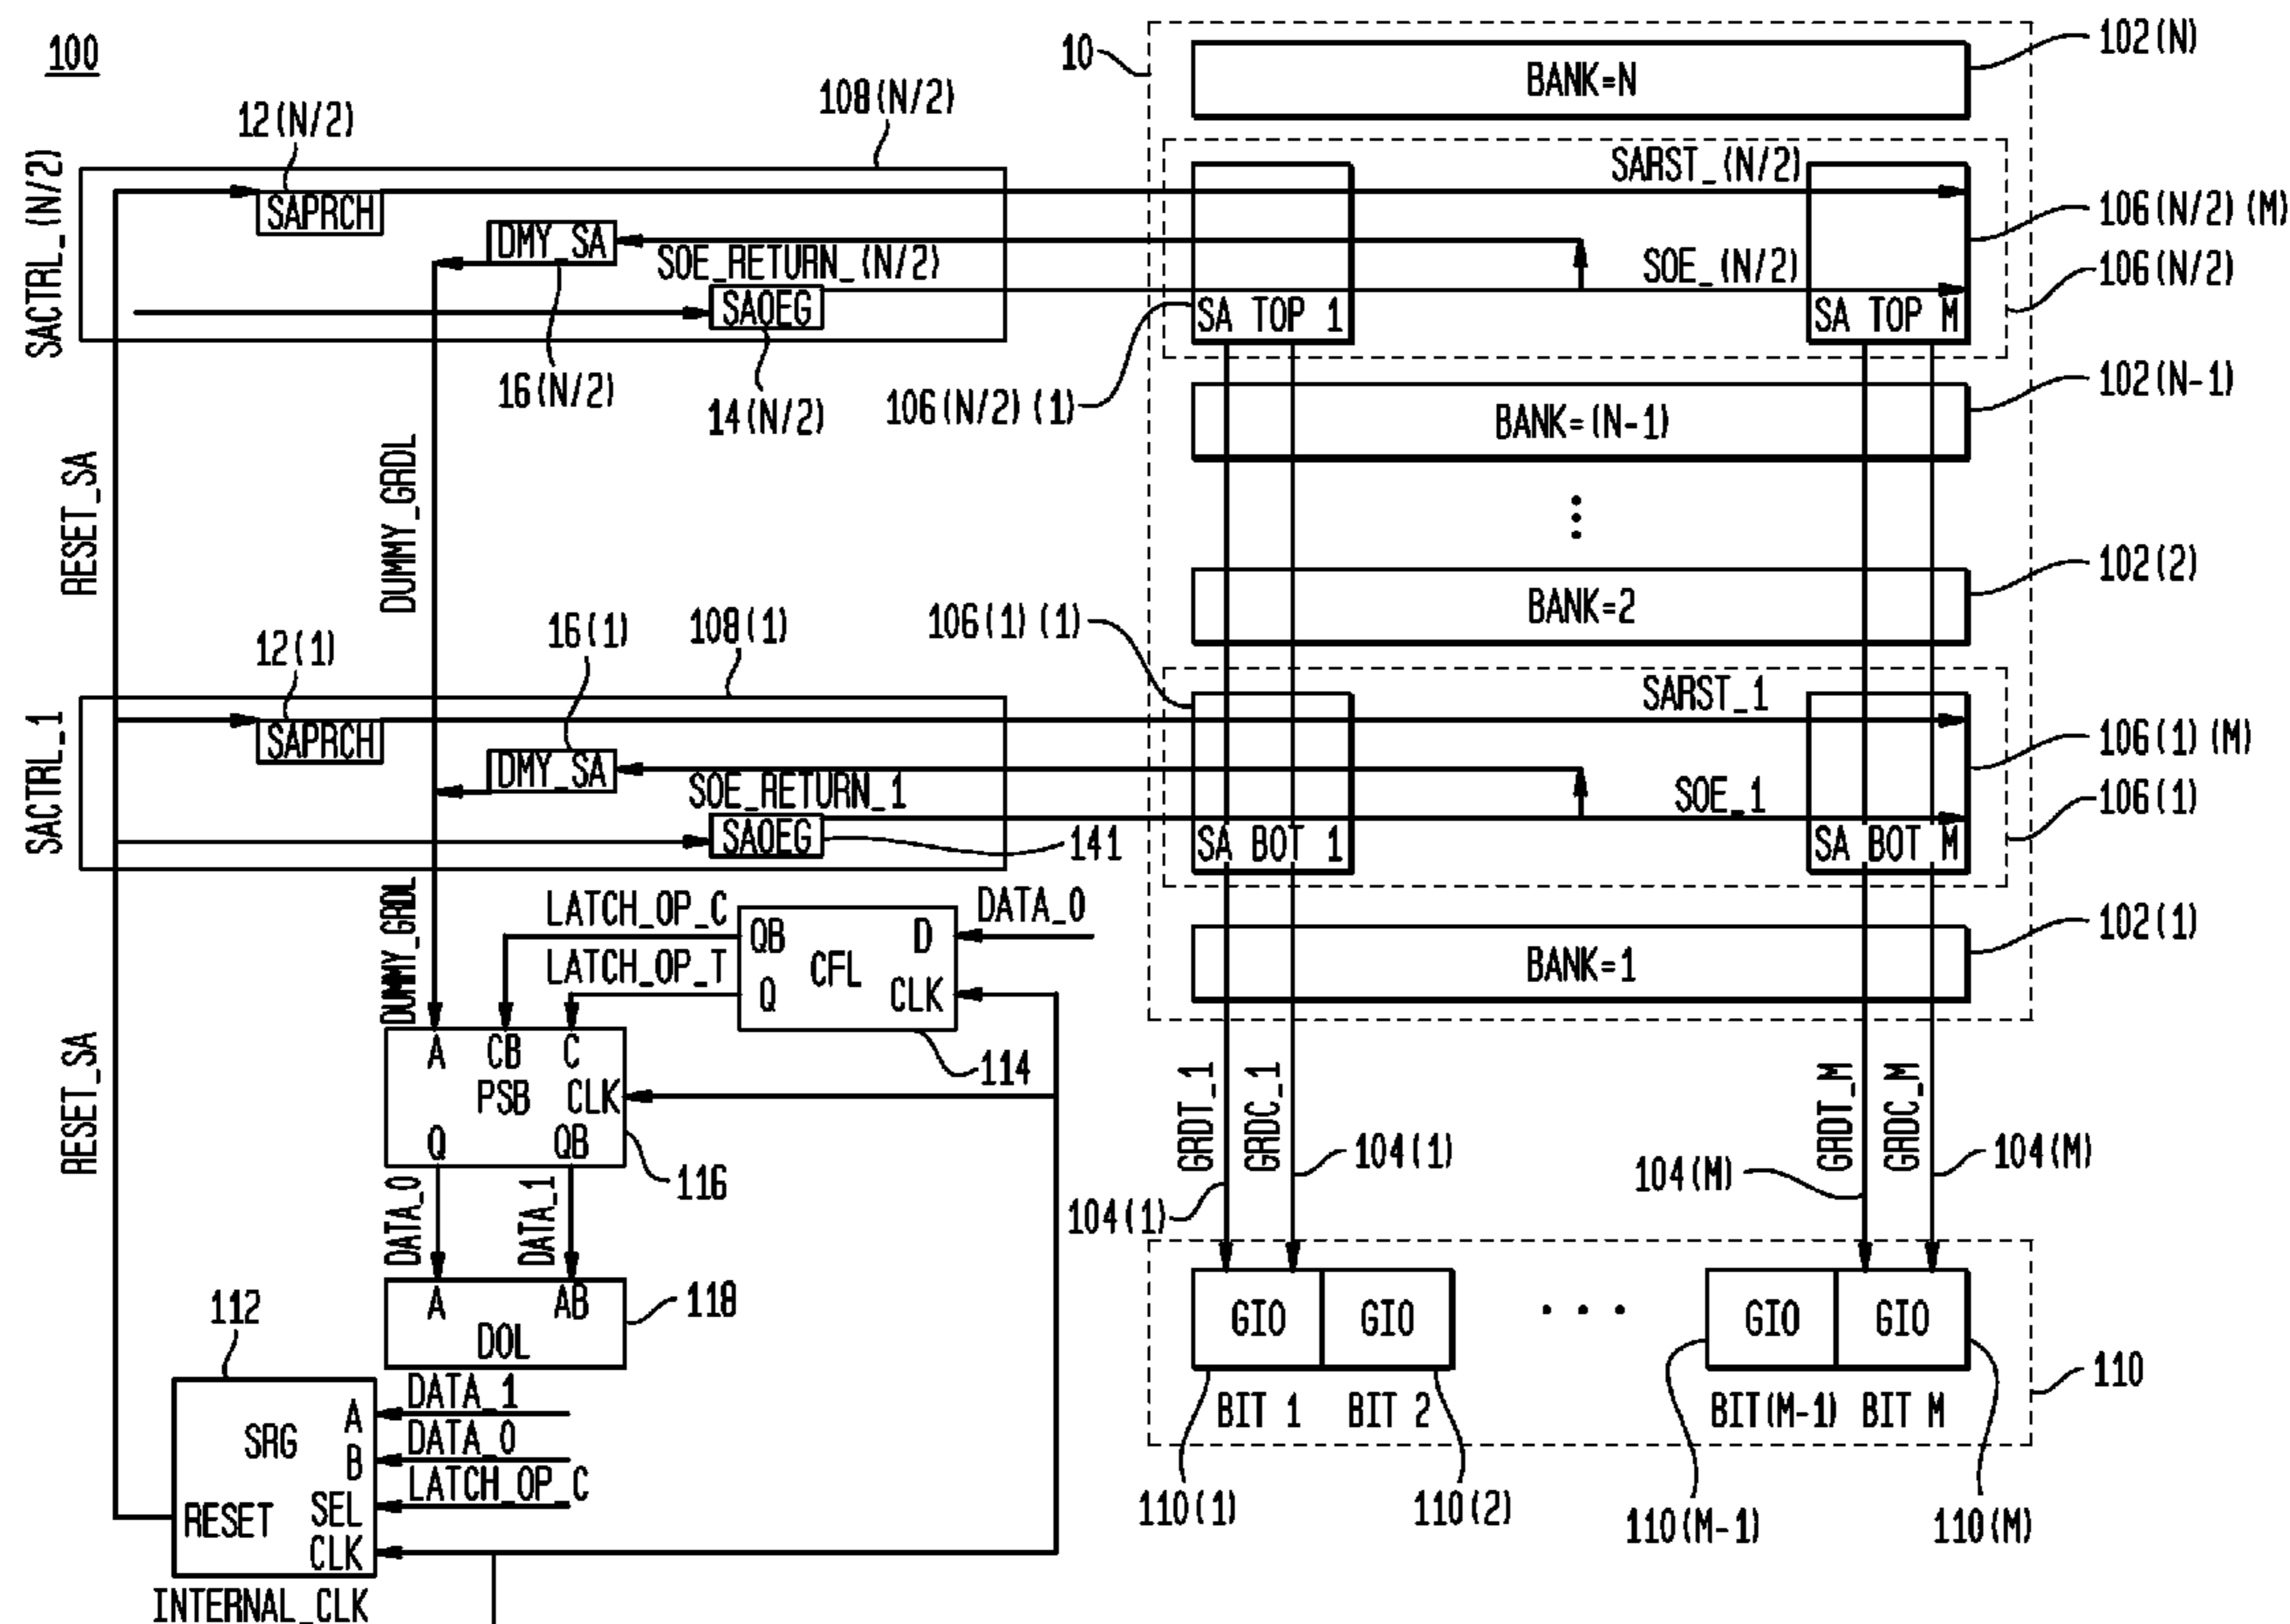 100
10
BANK=N
102(N)
108(N/2)
12(N/2)
SACTRL_(N/2)
SAPRCH
SARST_(N/2)
106(N/2)(M)
DMY_SA
SOE_RETURN_(N/2)
SOE_(N/2)
106(N/2)
SAOEG
SA TOP 1
SA TOP M
16(N/2)
14(N/2)
106(N/2)(1)
102(N-1)
BANK=(N-1)
RESET_SA
DUMMY_GRDL
102(2)
BANK=2
12(1)
16(1)
108(1)
106(1)(1)
SACTRL_1
SAPRCH
SARST_1
106(1)(M)
DMY_SA
SOE_RETURN_1
SOE_1
106(1)
SAOEG
141
SA BOT 1
SA BOT M
DUMMY_GRDL
LATCH_OP_C
DATA_0
102(1)
QB D
LATCH_OP_T
CFL
Q CLK
BANK=1
RESET_SA
A CB C
PSB CLK
Q QB
114
116
GRDT_1
GRDC_1
104(1)
104(1)
GRDT_M
GRDC_M
104(M)
104(M)
DATA_0
DATA_1
A AB
DOL
118
GIO
GIO
. . .
GIO
GIO
110
BIT 1
BIT 2
BIT(M-1)
BIT M
110(1)
110(2)
110(M-1)
110(M)
112
A DATA_1
SRG
B DATA_0
LATCH_OP_C
RESET SEL
CLK
INTERNAL_CLK